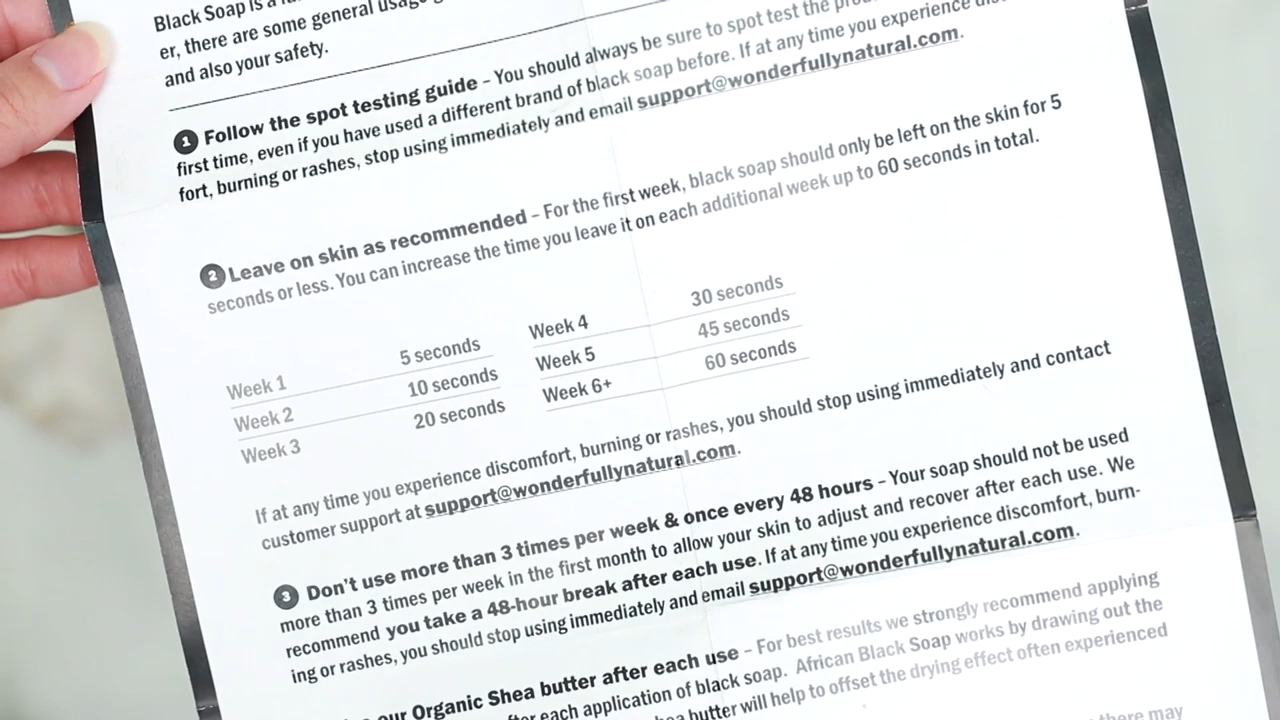 Black Soap is a
er, there are some general usage
and also your safety.
1 Follow the spot testing guide – You should always be sure to spot test the
first time, even if you have used a different brand of black soap before. If at any time you experience
fort, burning or rashes, stop using immediately and email support@wonderfullynatural.com.
2 Leave on skin as recommended – For the first week, black soap should only be left on the skin for 5
seconds or less. You can increase the time you leave it on each additional week up to 60 seconds in total.
Week 1 5 seconds
Week 2 10 seconds
Week 3 20 seconds
Week 4 30 seconds
Week 5 45 seconds
Week 6+ 60 seconds
If at any time you experience discomfort, burning or rashes, you should stop using immediately and contact
customer support at support@wonderfullynatural.com.
3 Don't use more than 3 times per week & once every 48 hours – Your soap should not be used
more than 3 times per week in the first month to allow your skin to adjust and recover after each use. We
recommend you take a 48-hour break after each use. If at any time you experience discomfort, burn-
ing or rashes, you should stop using immediately and email support@wonderfullynatural.com.
our Organic Shea butter after each use – For best results we strongly recommend applying
after each application of black soap. African Black Soap works by drawing out the
butter will help to offset the drying effect often experienced
there may